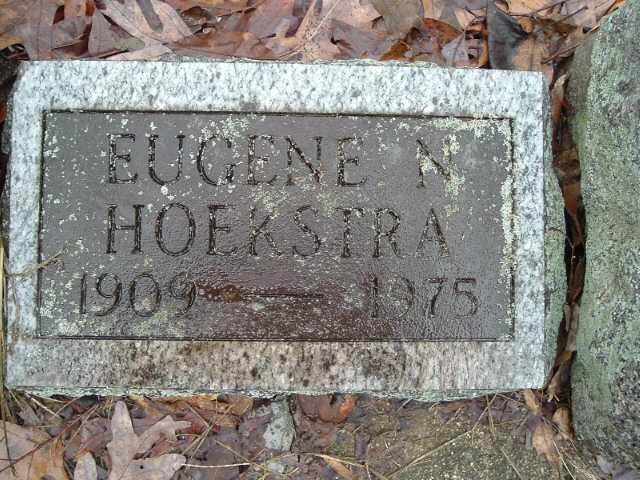 EUGENE N
HOEKSTRA
1909 — 1975